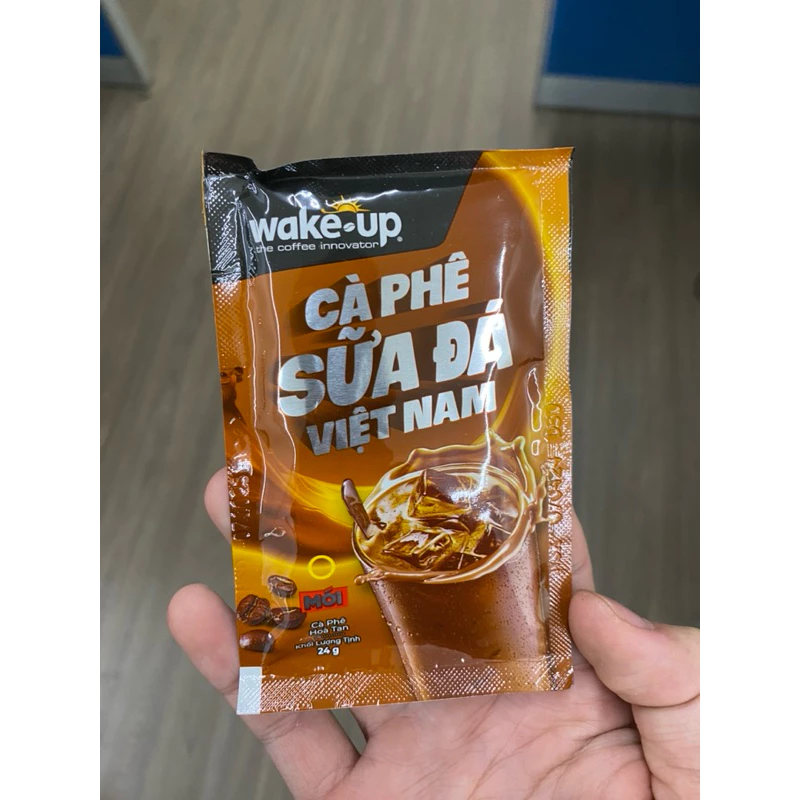 wake-up
the coffee innovator
CÀ PHÊ
SỮA ĐÁ
VIỆT NAM
MỚI
Cà Phê
Hoà Tan
Khối Lượng Tịnh
24 g